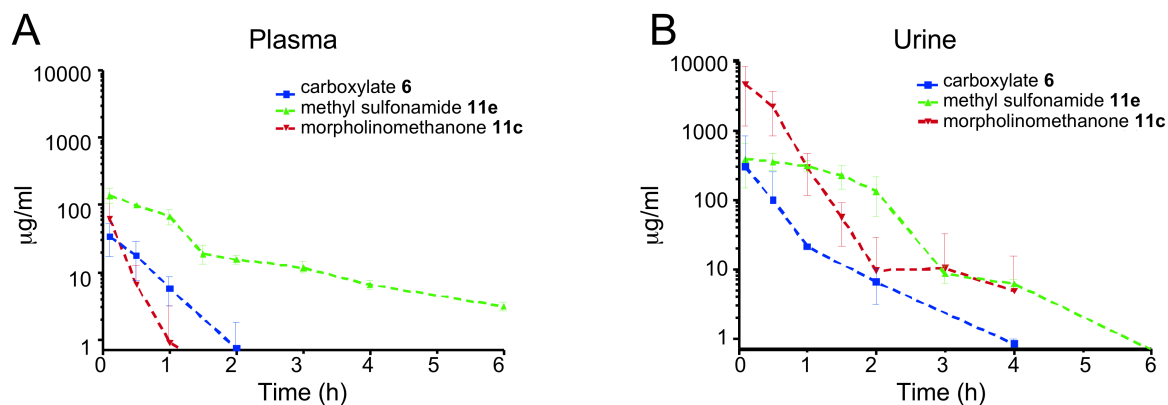 A
Plasma
carboxylate 6
methyl sulfonamide 11e
morpholinomethanone 11c
10000
1000
100
10
1
μg/ml
0 1 2 3 4 5 6
Time (h)
B
Urine
carboxylate 6
methyl sulfonamide 11e
morpholinomethanone 11c
10000
1000
100
10
1
μg/ml
0 1 2 3 4 5 6
Time (h)